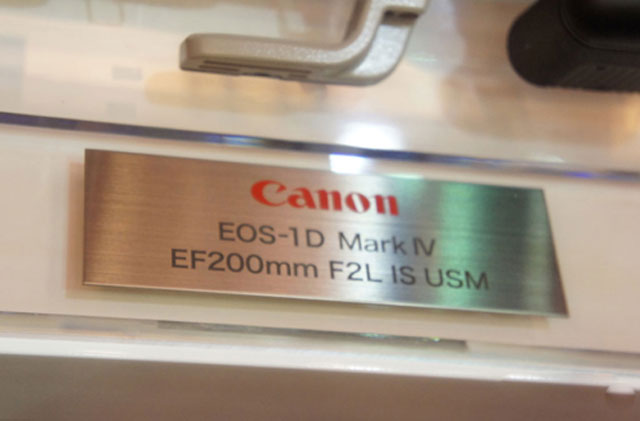 Canon
EOS-1D Mark IV
EF200mm F2L IS USM